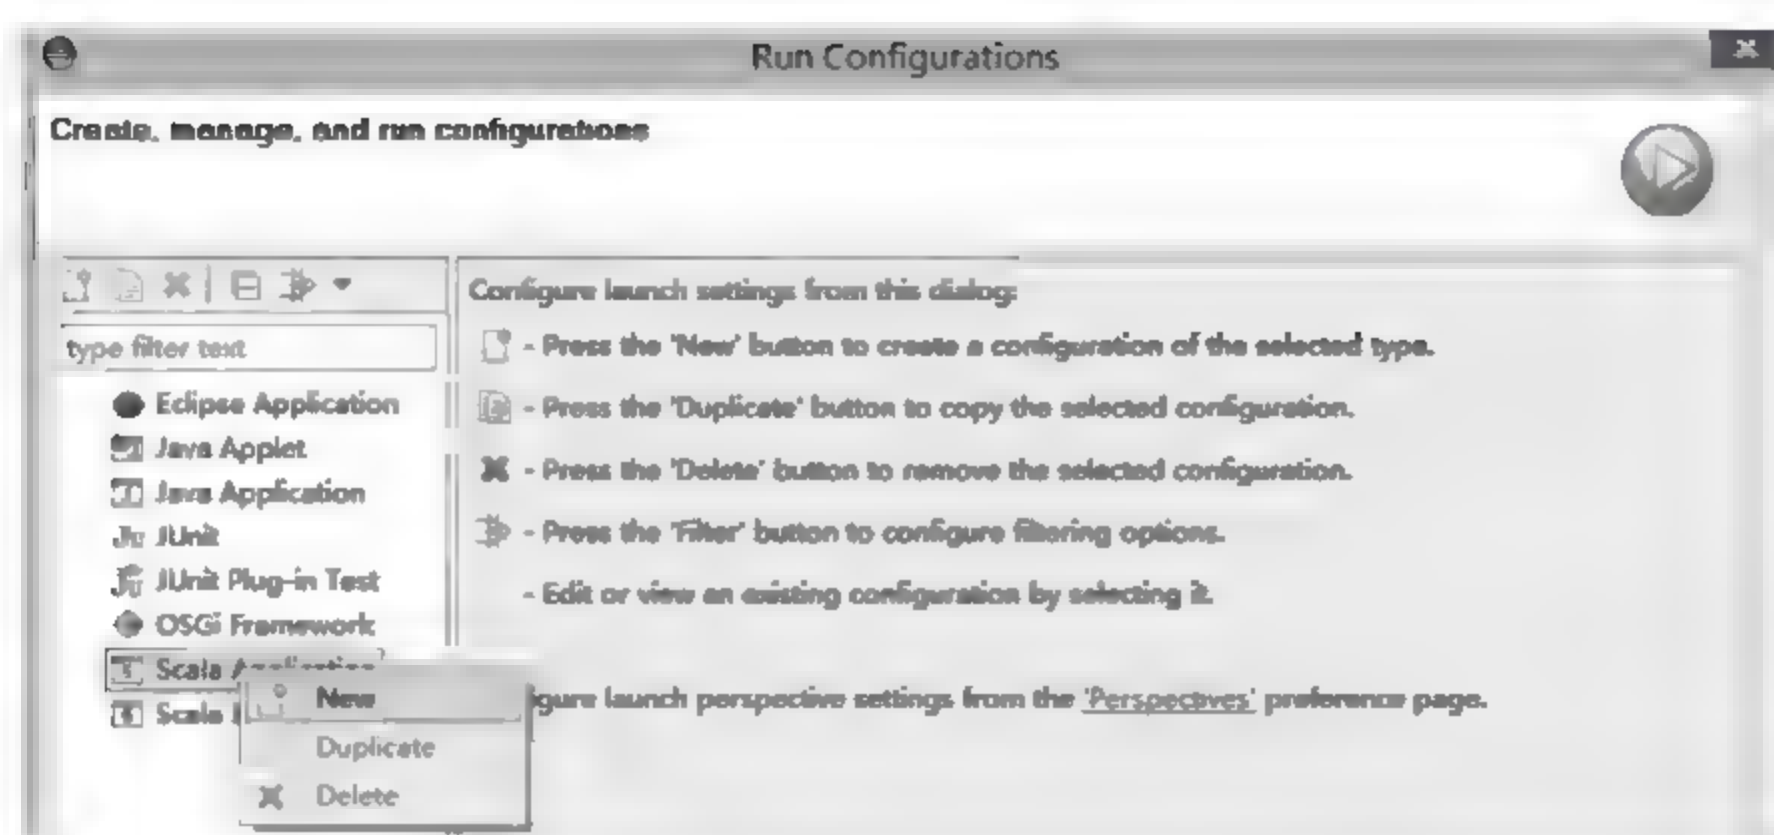 Run Configurations
Create, manage, and run configurations
Configure launch settings from this dialog:
type filter text
- Press the 'New' button to create a configuration of the selected type.
Eclipse Application
- Press the 'Duplicate' button to copy the selected configuration.
Java Applet
- Press the 'Delete' button to remove the selected configuration.
Java Application
JUnit
- Press the 'Filter' button to configure filtering options.
JUnit Plug-in Test
- Edit or view an existing configuration by selecting it.
OSGi Framework
Scala Application
Scala
New
gure launch perspective settings from the 'Perspectives' preference page.
Duplicate
Delete